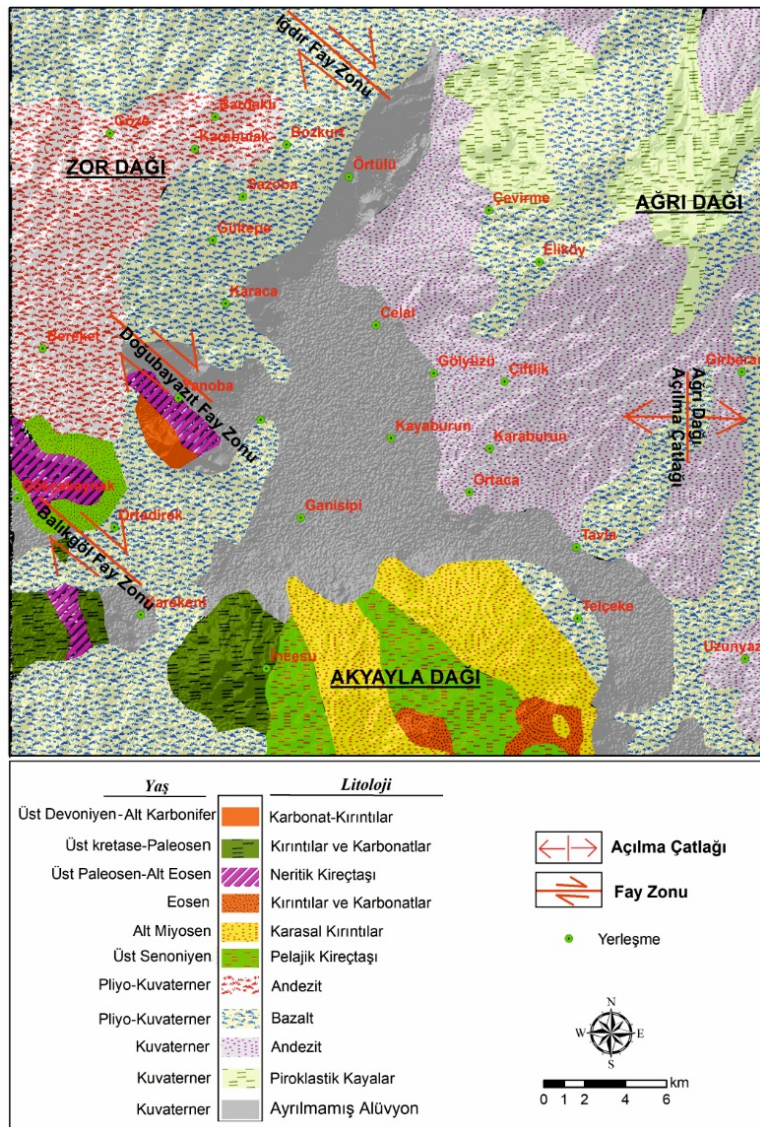 Iğdır Fay Zonu
Bardaklı
Göze
Karabulak
Bozkurt
ZOR DAĞI
Örtülü
Sazoba
Çevirme
AĞRI DAĞI
Gültepe
Eliköy
Karaca
Celal
Bereket
Doğubayazıt Fay Zonu
Gölyüzü
Çiftlik
Girberan
Ağrı Dağı
Açılma Çatlağı
Kayaburun
Karaburun
Ortaca
Ganisipi
Ortadirek
Balıkgöl Fay Zonu
Tavla
Karakent
Telçeke
İncesu
AKYAYLA DAĞI
Uzunyazı
Yaş
Litoloji
Üst Devoniyen-Alt Karbonifer
Karbonat-Kırıntılar
Üst kretase-Paleosen
Kırıntılar ve Karbonatlar
Üst Paleosen-Alt Eosen
Neritik Kireçtaşı
Eosen
Kırıntılar ve Karbonatlar
Alt Miyosen
Karasal Kırıntılar
Üst Senoniyen
Pelajik Kireçtaşı
Pliyo-Kuvaterner
Andezit
Pliyo-Kuvaterner
Bazalt
Kuvaterner
Andezit
Kuvaterner
Piroklastik Kayalar
Kuvaterner
Ayrılmamış Alüvyon
Açılma Çatlağı
Fay Zonu
Yerleşme
N
W E
S
km
0 1 2 4 6